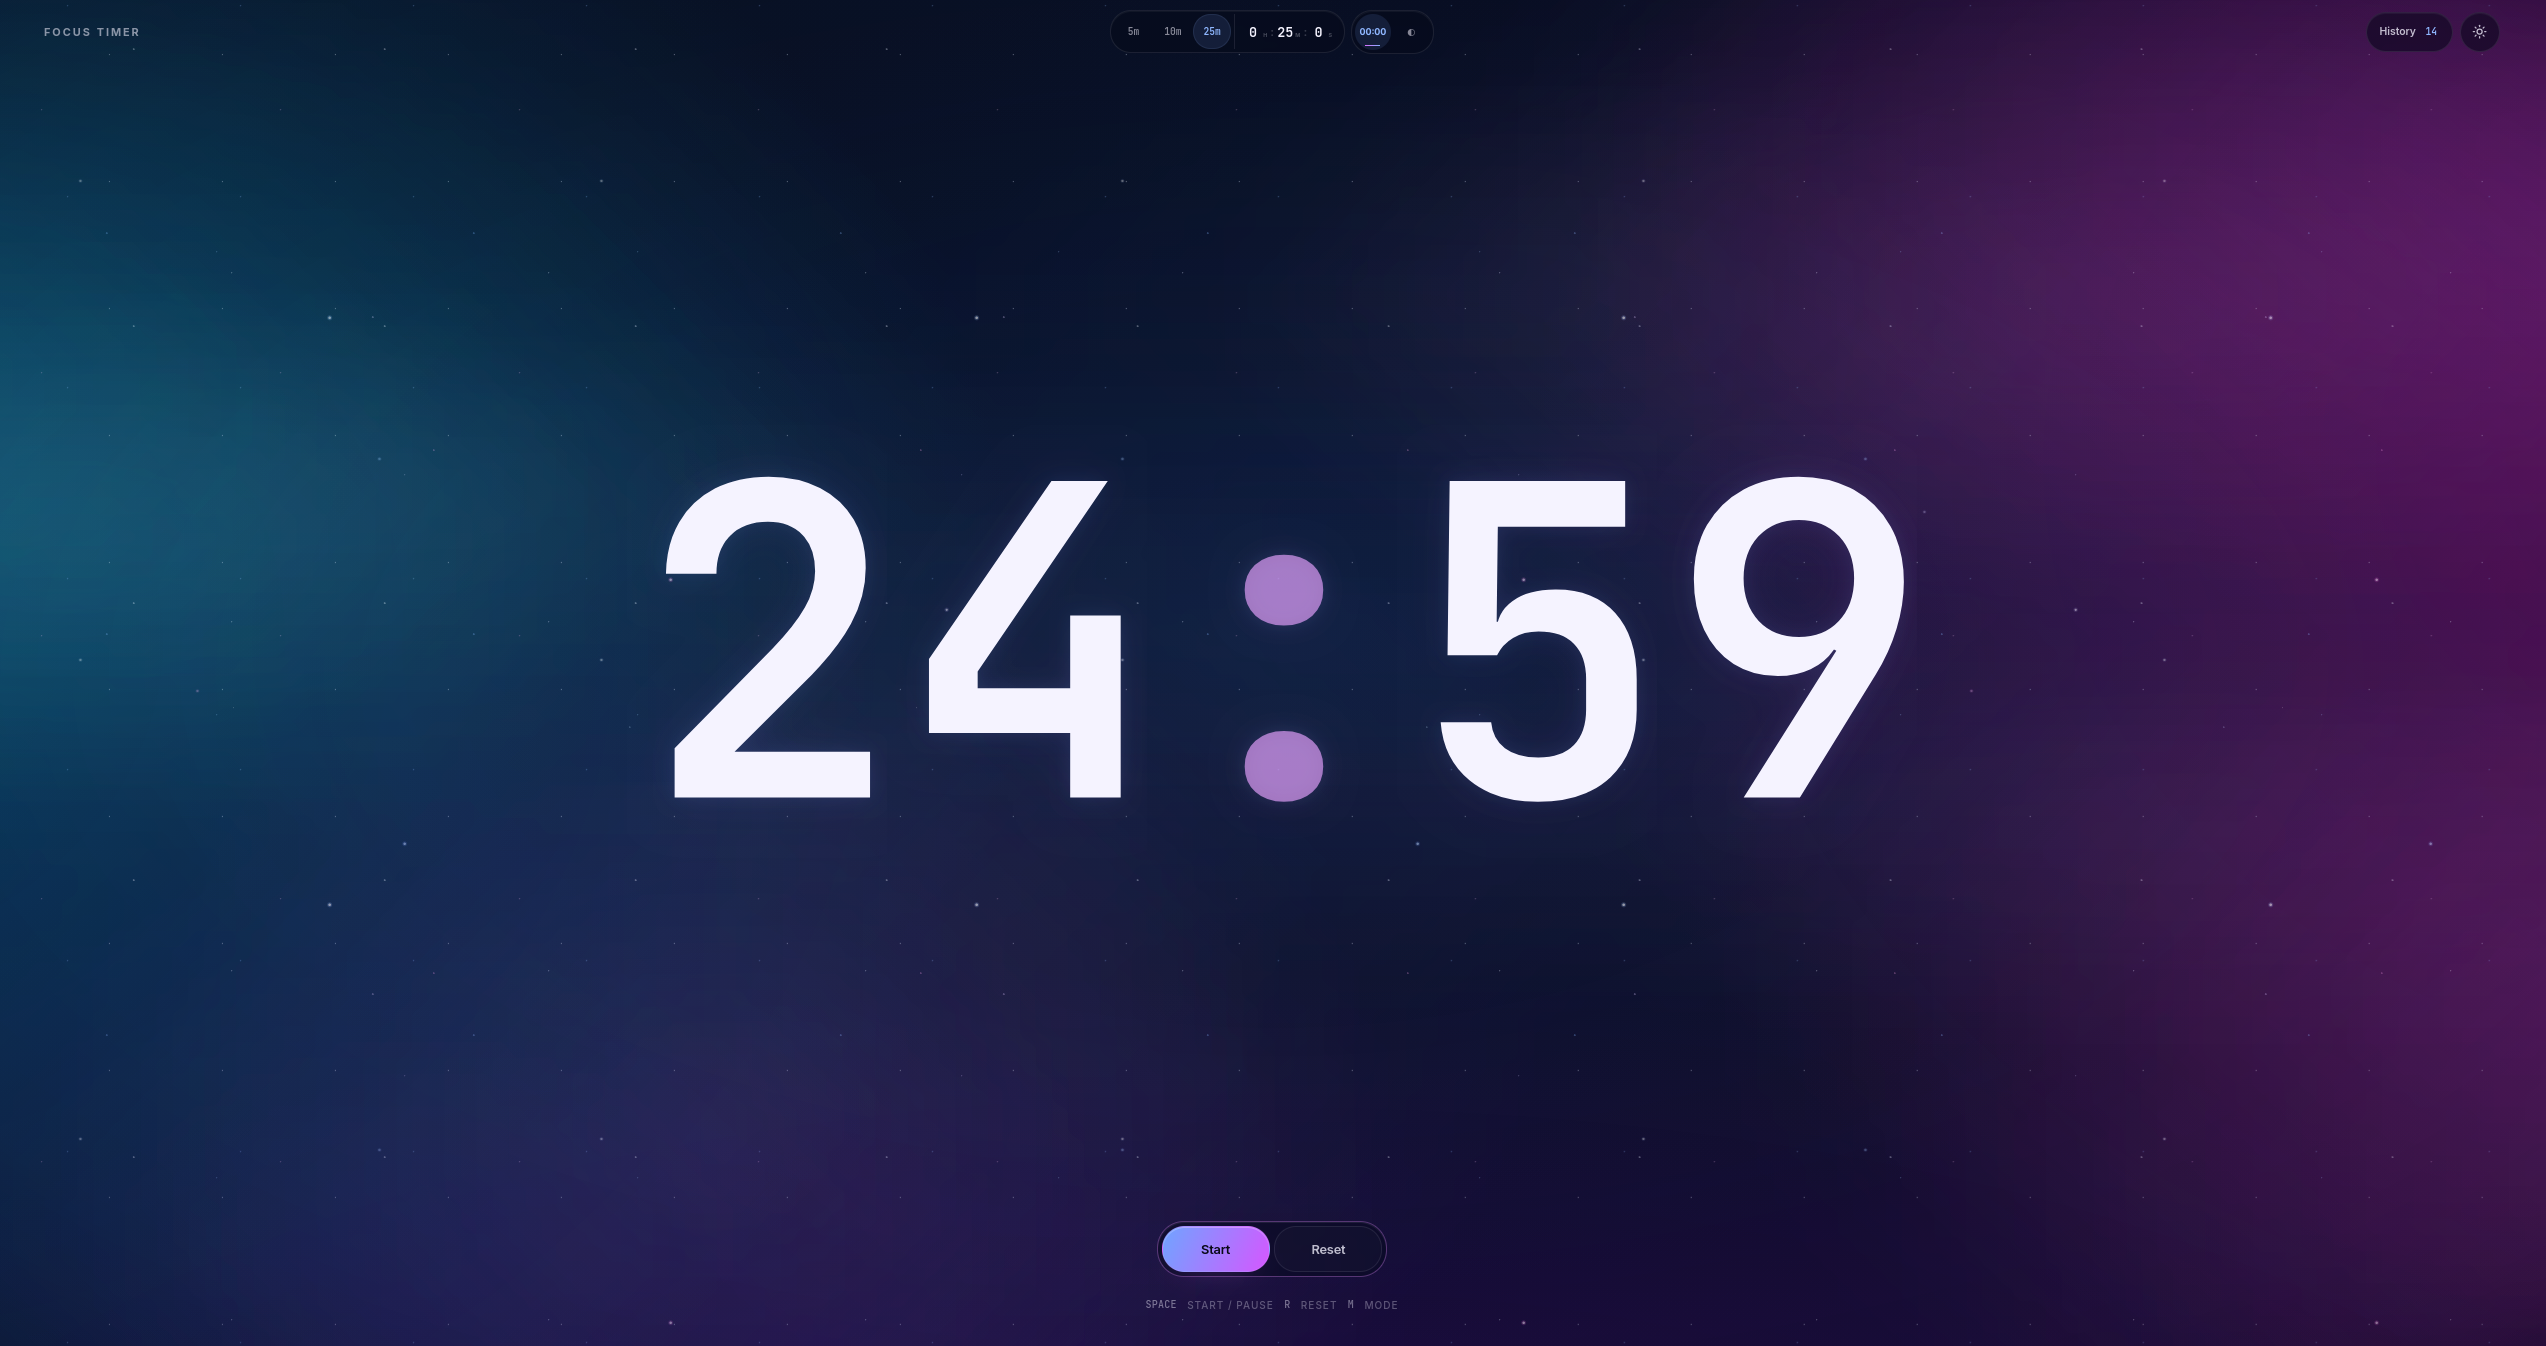 FOCUS TIMER
5m 10m 25m 0 H : 25 M : 0 S 00:00
History 14
24:59
Start Reset
SPACE START / PAUSE R RESET M MODE